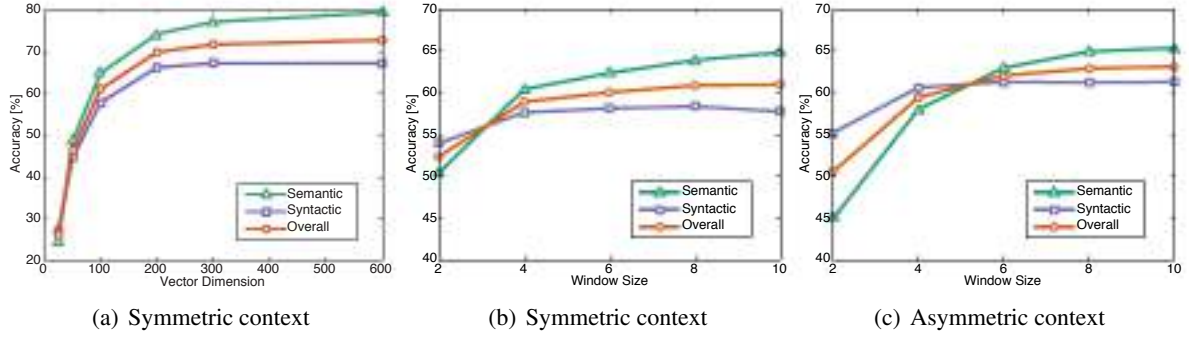 80
70
60
50
40
30
20
0
100
200
300
400
500
600
Accuracy [%]
Vector Dimension
Semantic
Syntactic
Overall
(a) Symmetric context
70
65
60
55
50
45
40
2
4
6
8
10
Accuracy [%]
Window Size
Semantic
Syntactic
Overall
(b) Symmetric context
70
65
60
55
50
45
40
2
4
6
8
10
Accuracy [%]
Window Size
Semantic
Syntactic
Overall
(c) Asymmetric context